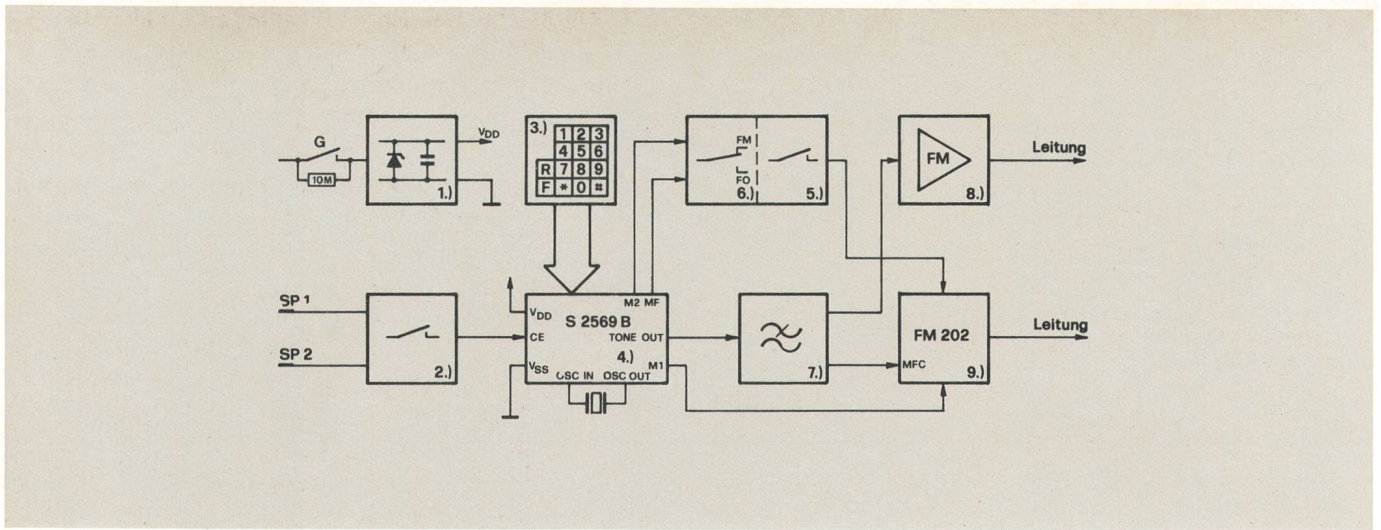 G
10M
VDD
1.)
3.)
1 2 3
4 5 6
R 7 8 9
F * 0 #
FM
FO
6.)
5.)
FM
8.)
Leitung
SP 1
SP 2
2.)
M2 MF
VDD
S 2569 B
CE
TONE OUT
4.)
VSS
M1
OSC IN OSC OUT
7.)
FM 202
MFC
9.)
Leitung